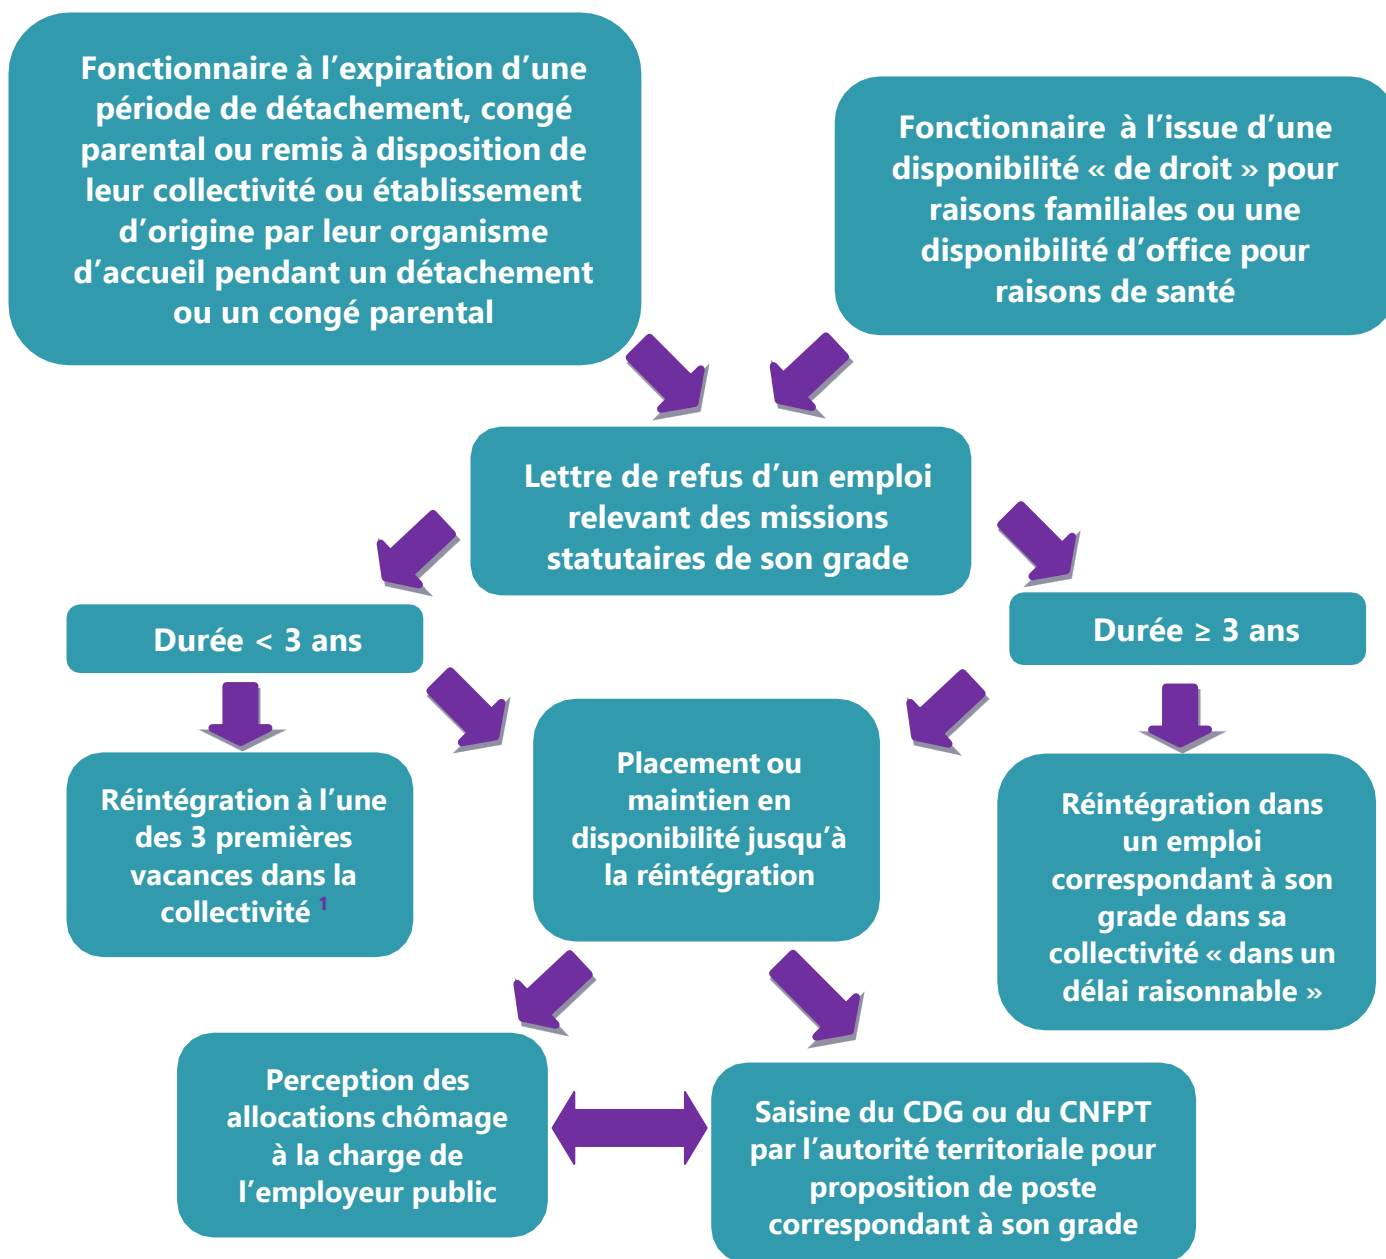 Fonctionnaire à l’expiration d’une
période de détachement, congé
parental ou remis à disposition de
leur collectivité ou établissement
d’origine par leur organisme
d’accueil pendant un détachement
ou un congé parental
Fonctionnaire à l’issue d’une
disponibilité « de droit » pour
raisons familiales ou une
disponibilité d’office pour
raisons de santé
Lettre de refus d’un emploi
relevant des missions
statutaires de son grade
Durée < 3 ans
Durée ≥ 3 ans
Réintégration à l’une
des 3 premières
vacances dans la
collectivité ¹
Placement ou
maintien en
disponibilité jusqu’à
la réintégration
Réintégration dans
un emploi
correspondant à son
grade dans sa
collectivité « dans un
délai raisonnable »
Perception des
allocations chômage
à la charge de
l’employeur public
Saisine du CDG ou du CNFPT
par l’autorité territoriale pour
proposition de poste
correspondant à son grade